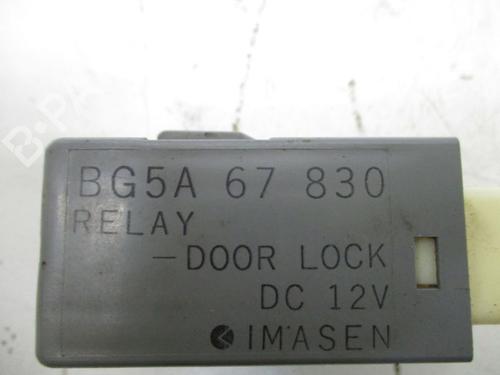 BG5A 67 830
RELAY
— DOOR LOCK
DC 12V
IMASEN